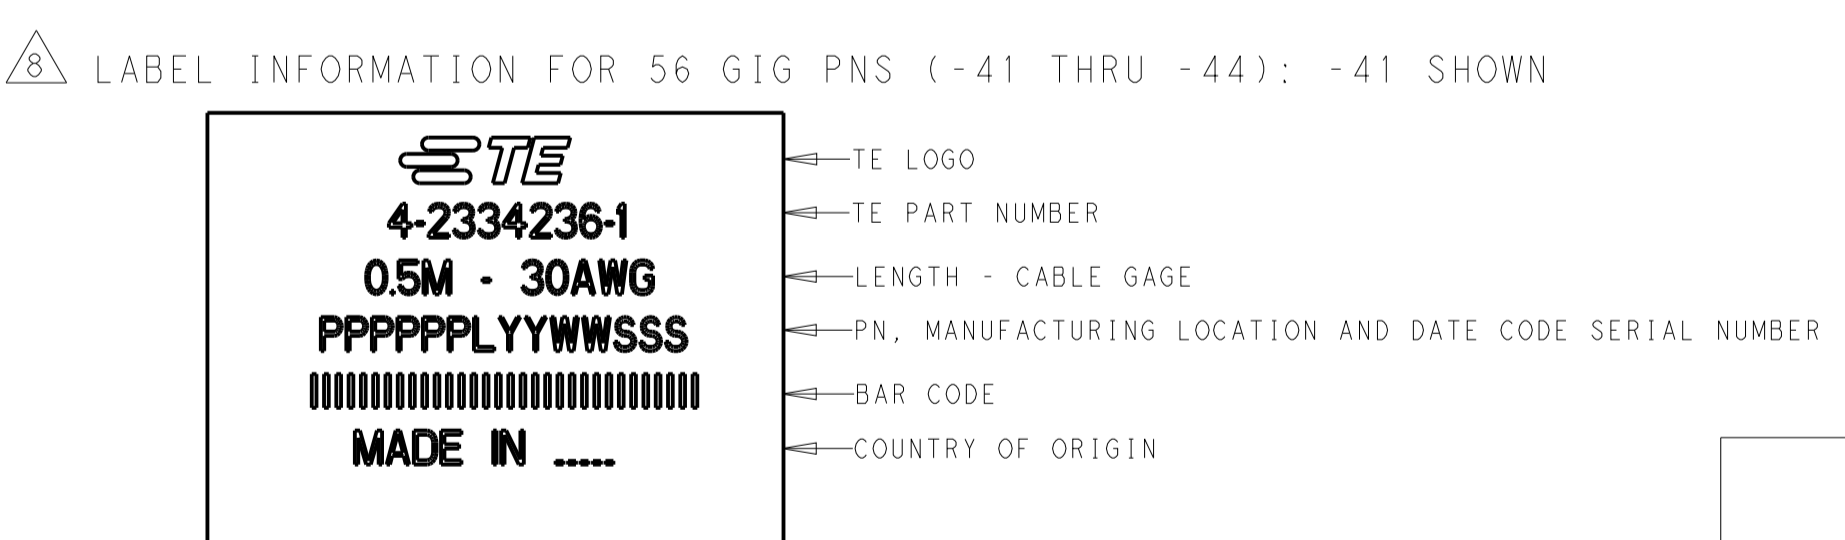 8 LABEL INFORMATION FOR 56 GIG PNS (-41 THRU -44): -41 SHOWN
TE
TE LOGO
4-2334236-1
TE PART NUMBER
0.5M - 30AWG
LENGTH - CABLE GAGE
PPPPPPLYYWWSSS
PN, MANUFACTURING LOCATION AND DATE CODE SERIAL NUMBER
BAR CODE
MADE IN _____
COUNTRY OF ORIGIN